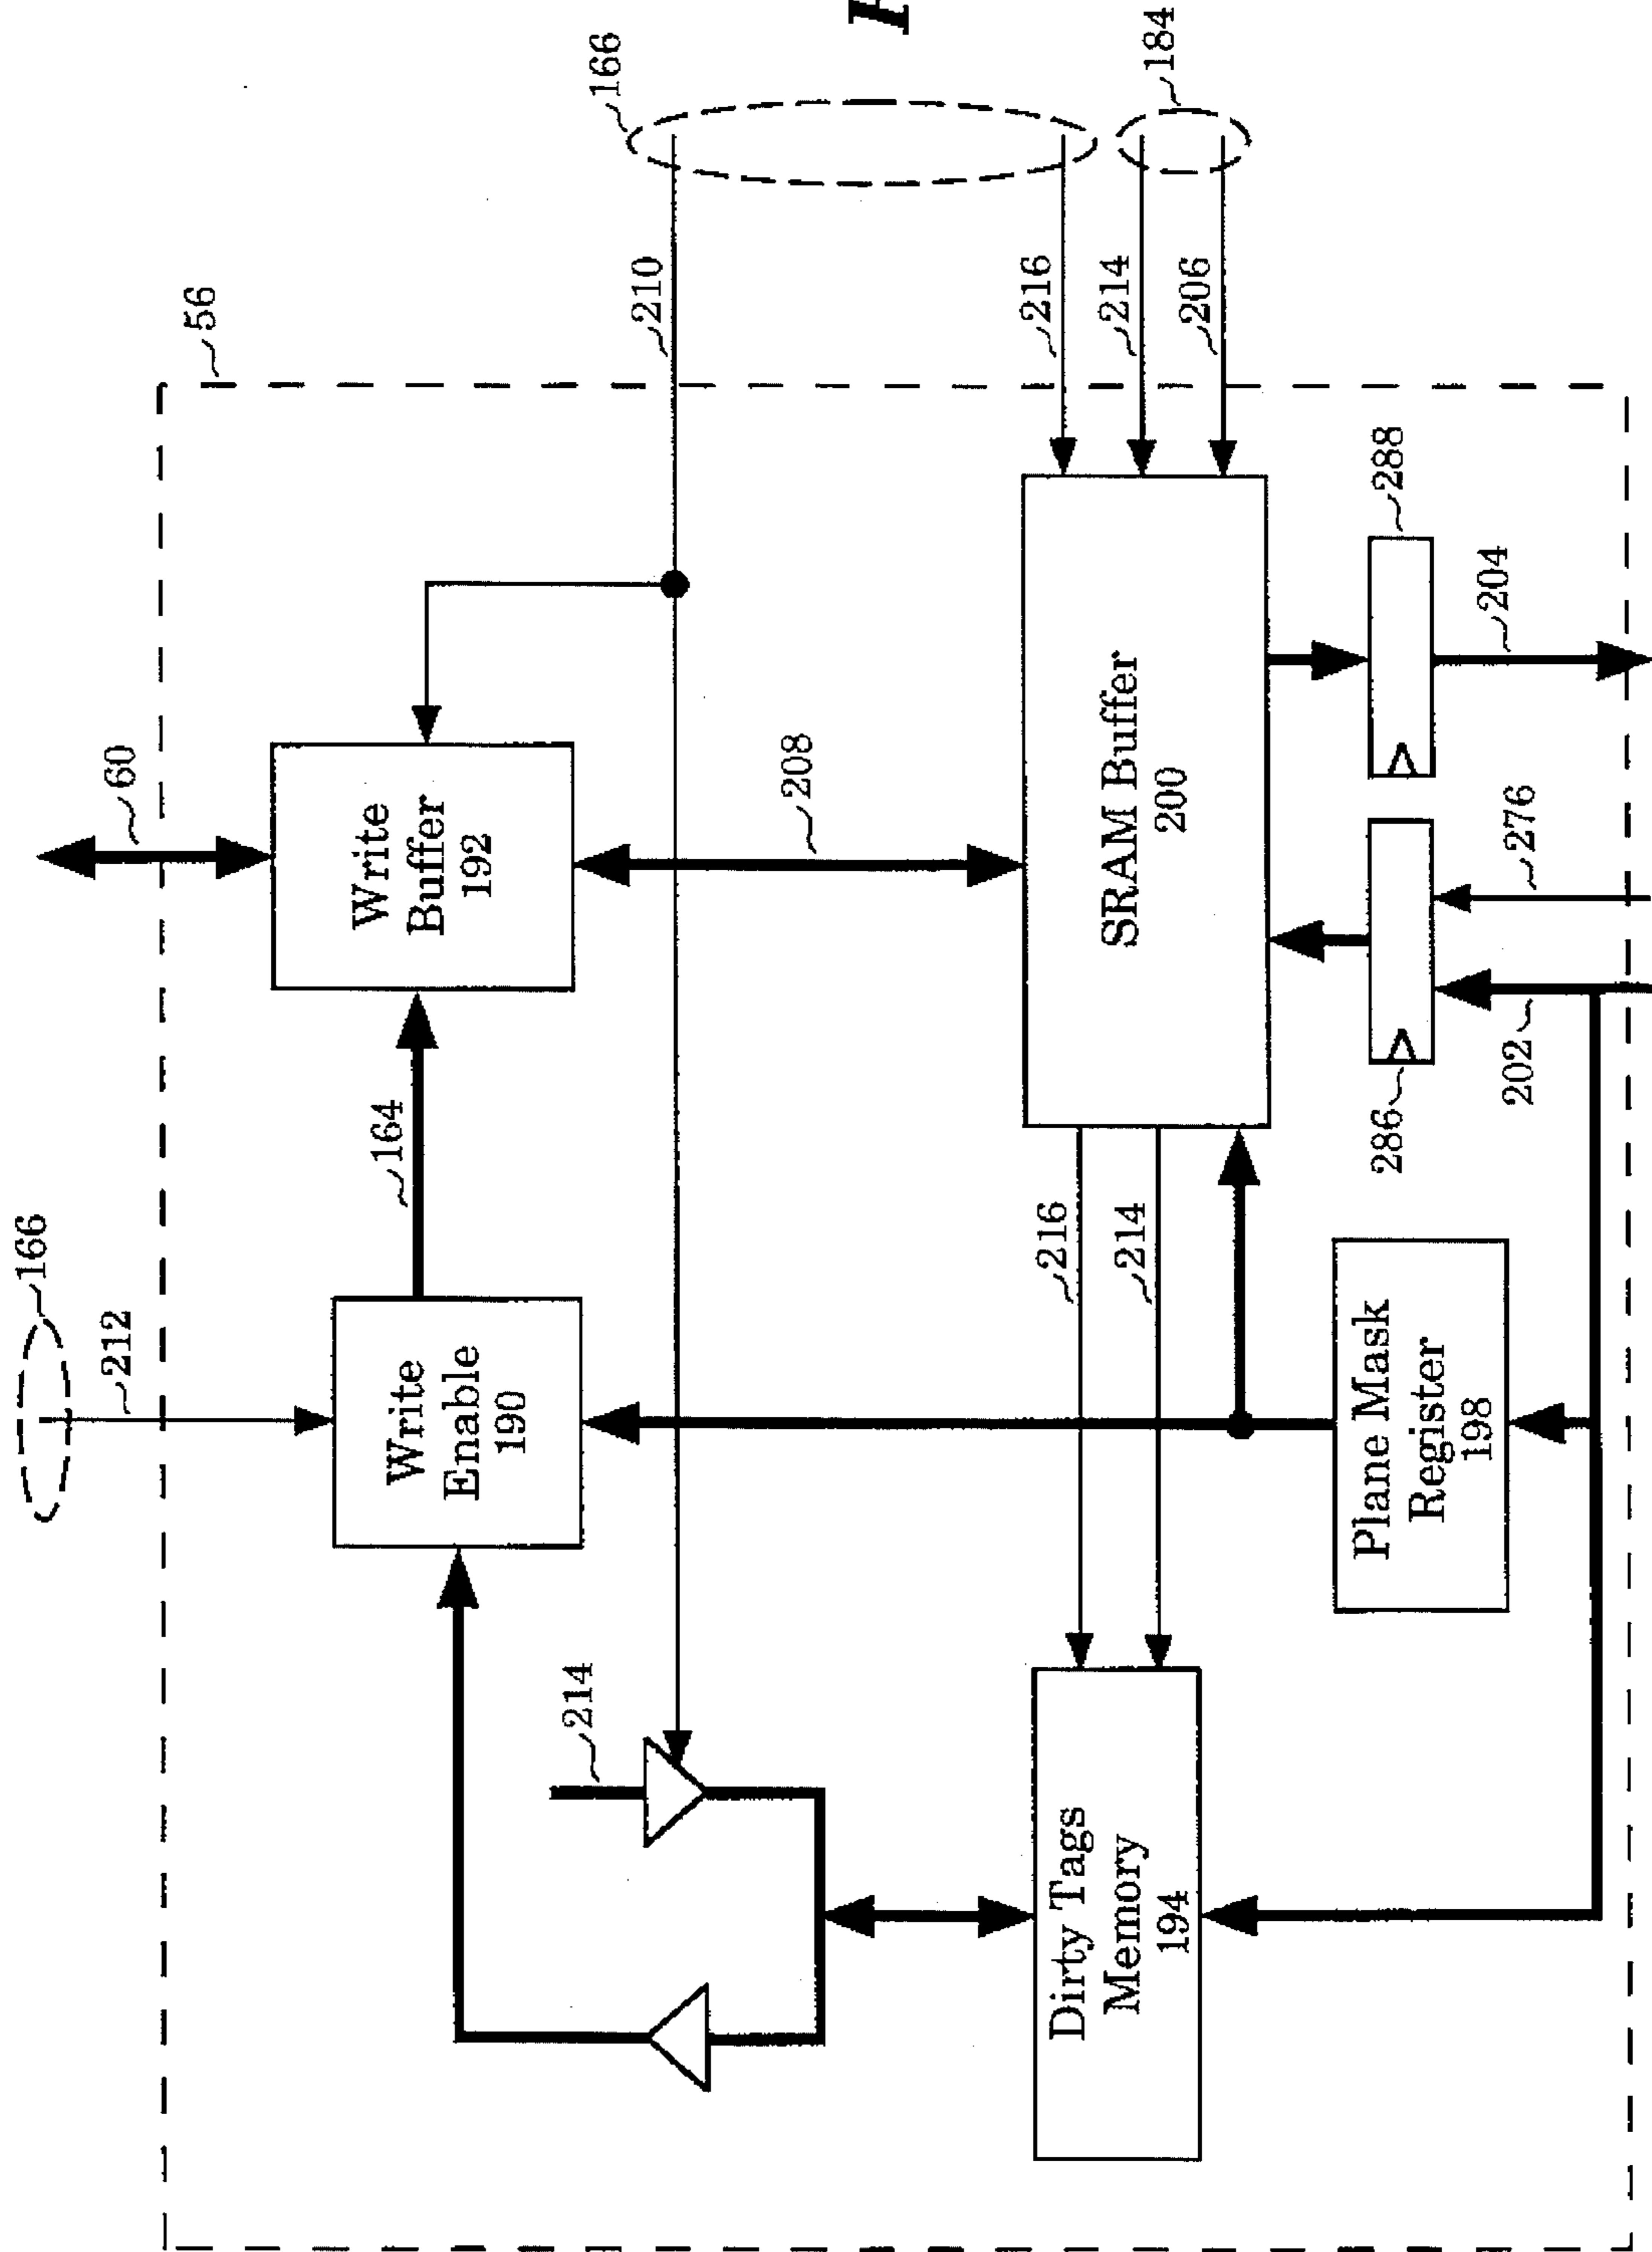 166
212
60
56
Write
Enable
190
164
Write
Buffer
192
214
210
166
208
216
216
214
214
206
184
Dirty Tags
Memory
194
SRAM Buffer
200
Plane Mask
Register
198
286
288
202
276
204